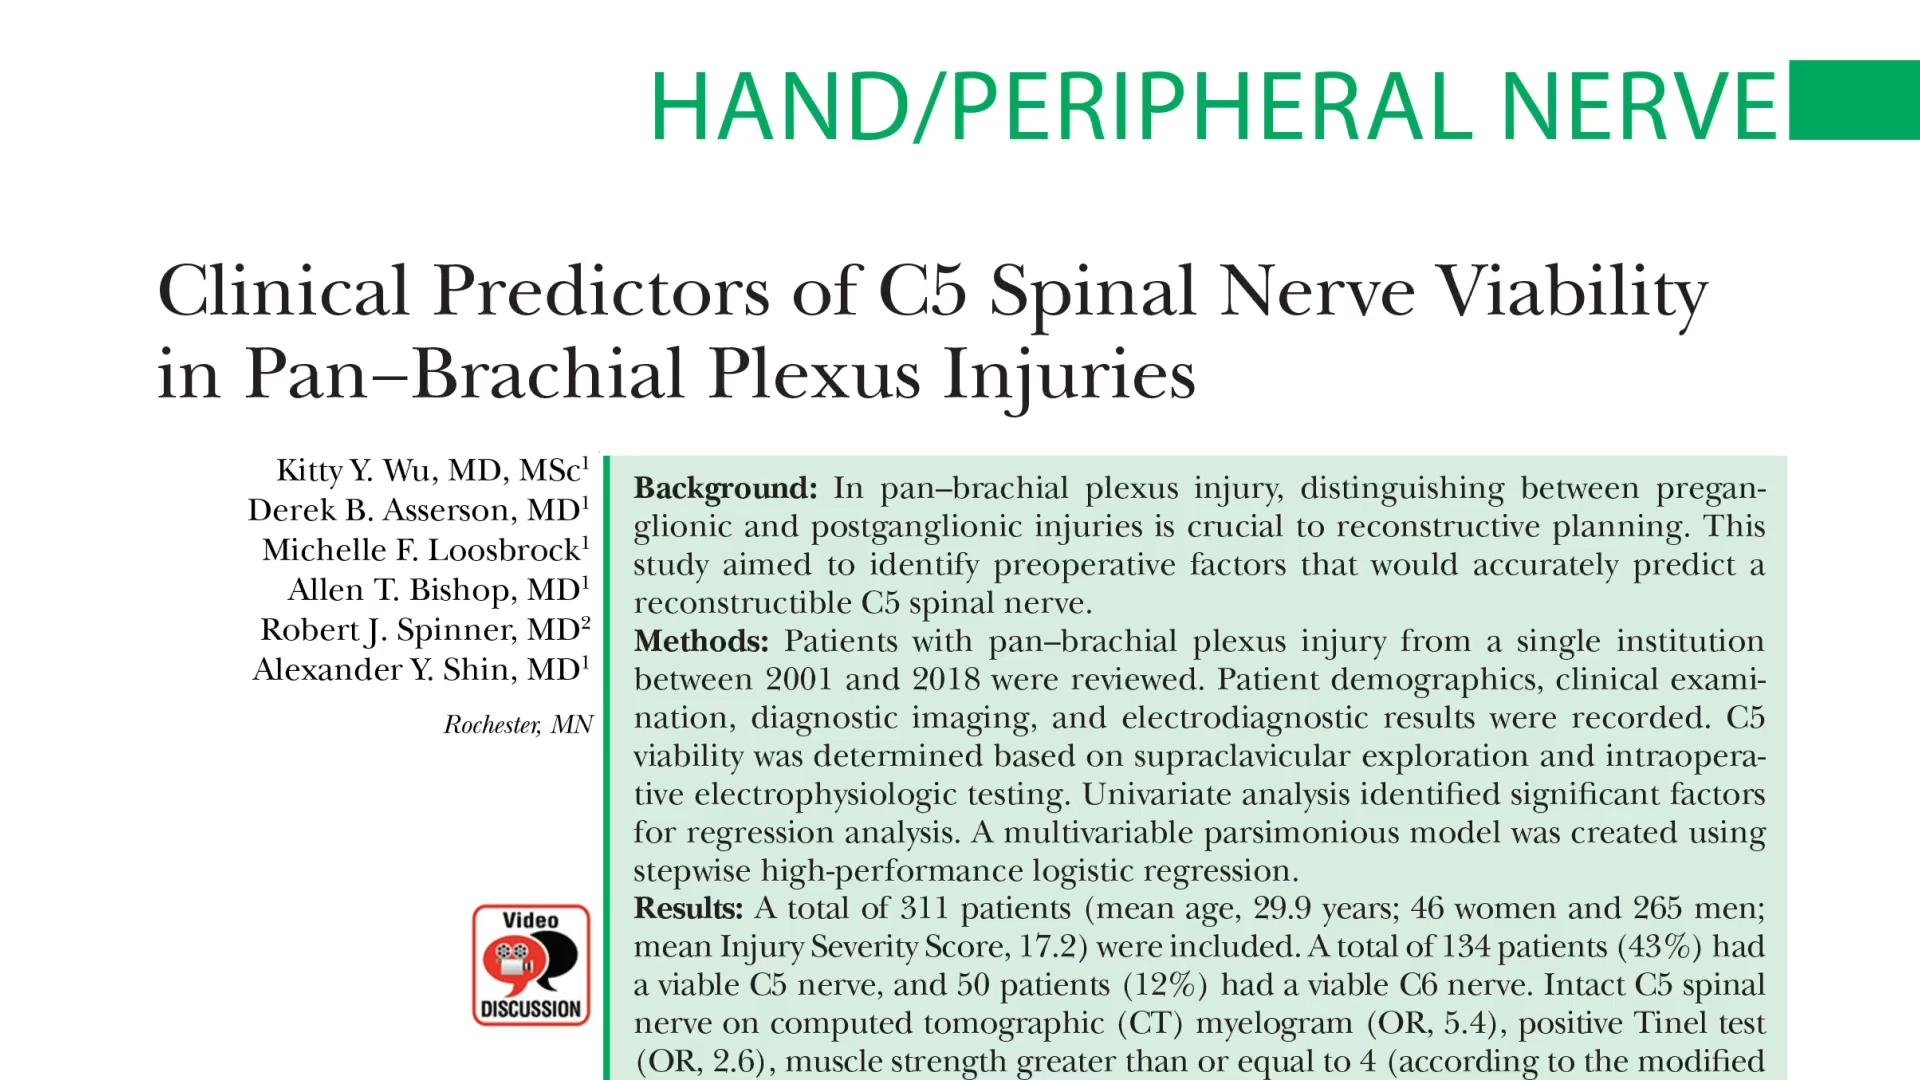 HAND/PERIPHERAL NERVE
Clinical Predictors of C5 Spinal Nerve Viability
in Pan–Brachial Plexus Injuries
Kitty Y. Wu, MD, MSc1
Derek B. Asserson, MD1
Michelle F. Loosbrock1
Allen T. Bishop, MD1
Robert J. Spinner, MD2
Alexander Y. Shin, MD1
Rochester, MN
Video
DISCUSSION
Background: In pan–brachial plexus injury, distinguishing between pregan-
glionic and postganglionic injuries is crucial to reconstructive planning. This
study aimed to identify preoperative factors that would accurately predict a
reconstructible C5 spinal nerve.
Methods: Patients with pan–brachial plexus injury from a single institution
between 2001 and 2018 were reviewed. Patient demographics, clinical exami-
nation, diagnostic imaging, and electrodiagnostic results were recorded. C5
viability was determined based on supraclavicular exploration and intraopera-
tive electrophysiologic testing. Univariate analysis identified significant factors
for regression analysis. A multivariable parsimonious model was created using
stepwise high-performance logistic regression.
Results: A total of 311 patients (mean age, 29.9 years; 46 women and 265 men;
mean Injury Severity Score, 17.2) were included. A total of 134 patients (43%) had
a viable C5 nerve, and 50 patients (12%) had a viable C6 nerve. Intact C5 spinal
nerve on computed tomographic (CT) myelogram (OR, 5.4), positive Tinel test
(OR, 2.6), muscle strength greater than or equal to 4 (according to the modified